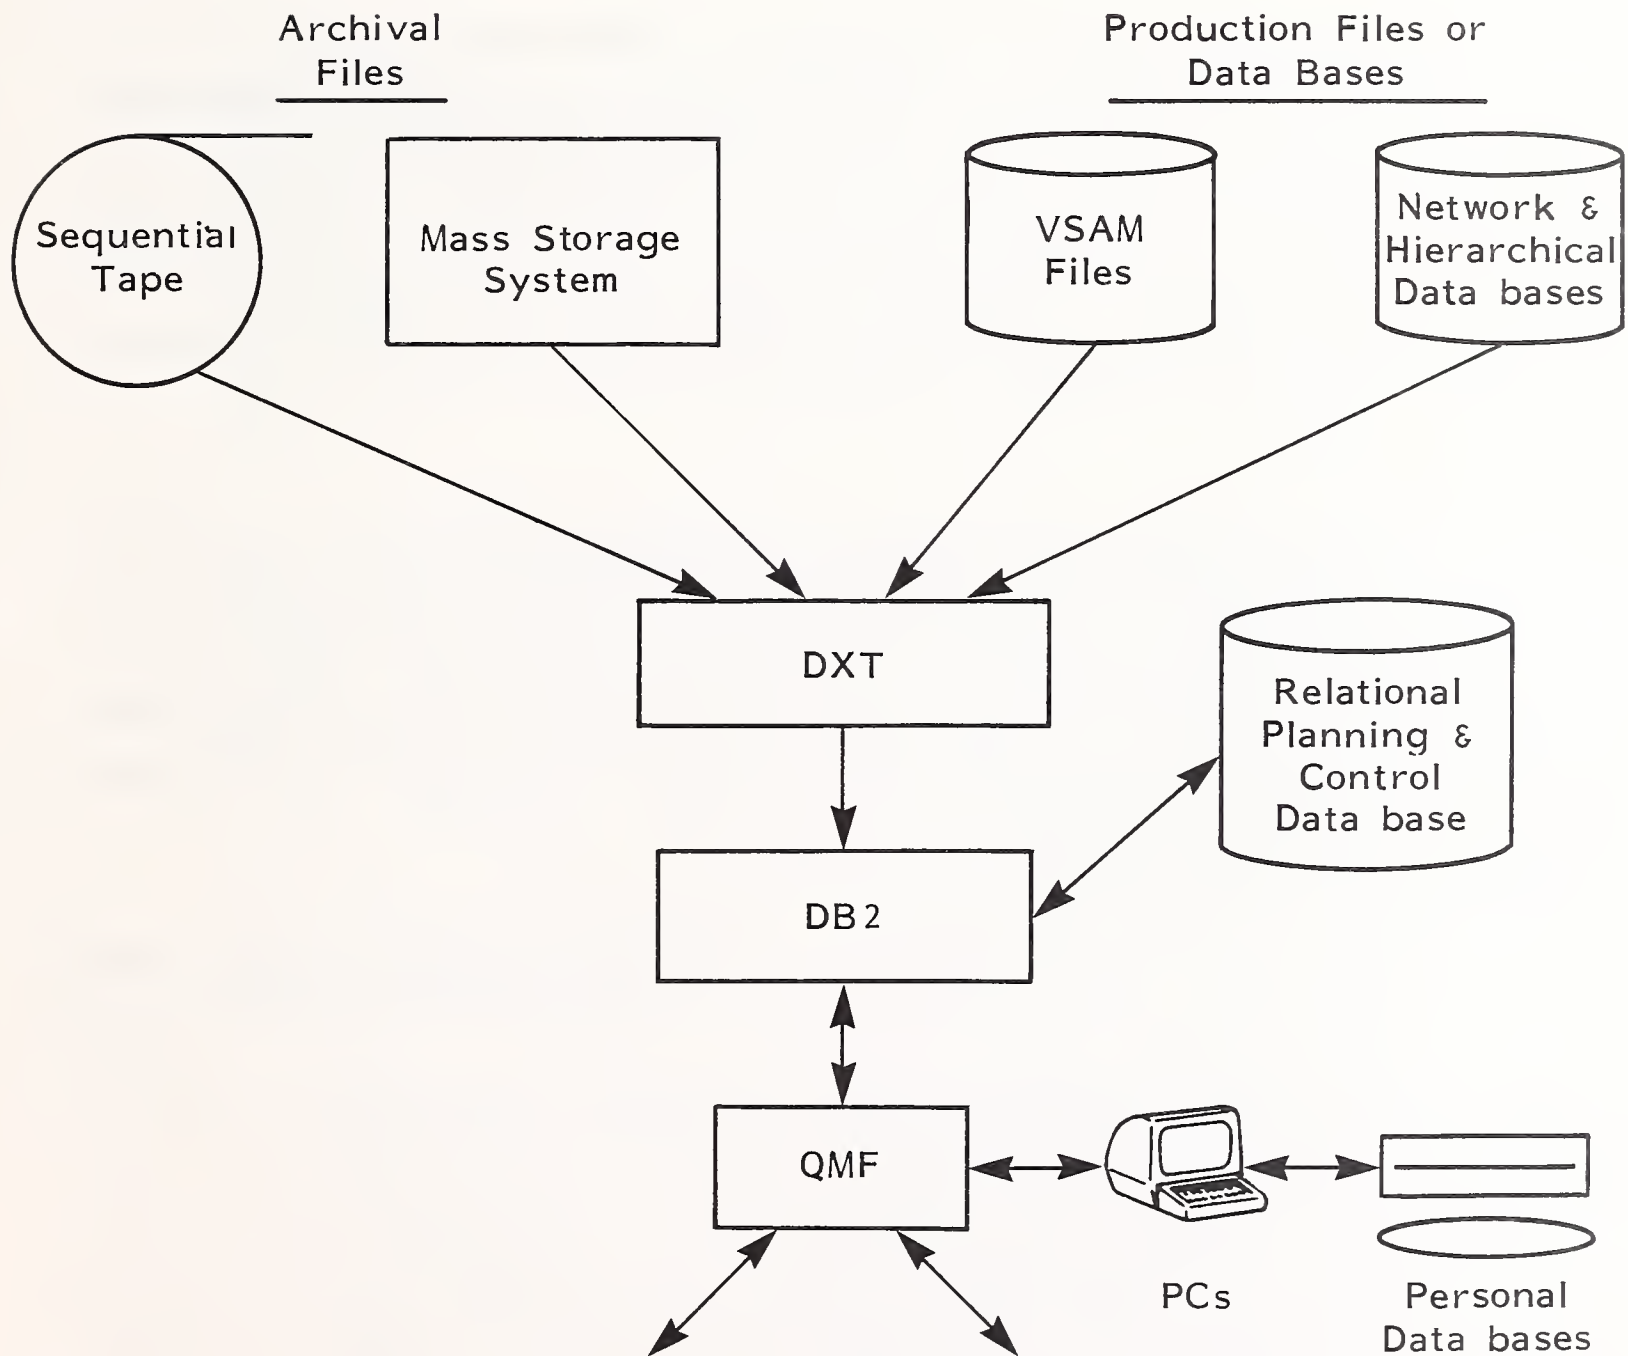 Archival
Files
Production Files or
Data Bases
Sequential
Tape
Mass Storage
System
VSAM
Files
Network &
Hierarchical
Data bases
DXT
Relational
Planning &
Control
Data base
DB2
QMF
PCs
Personal
Data bases